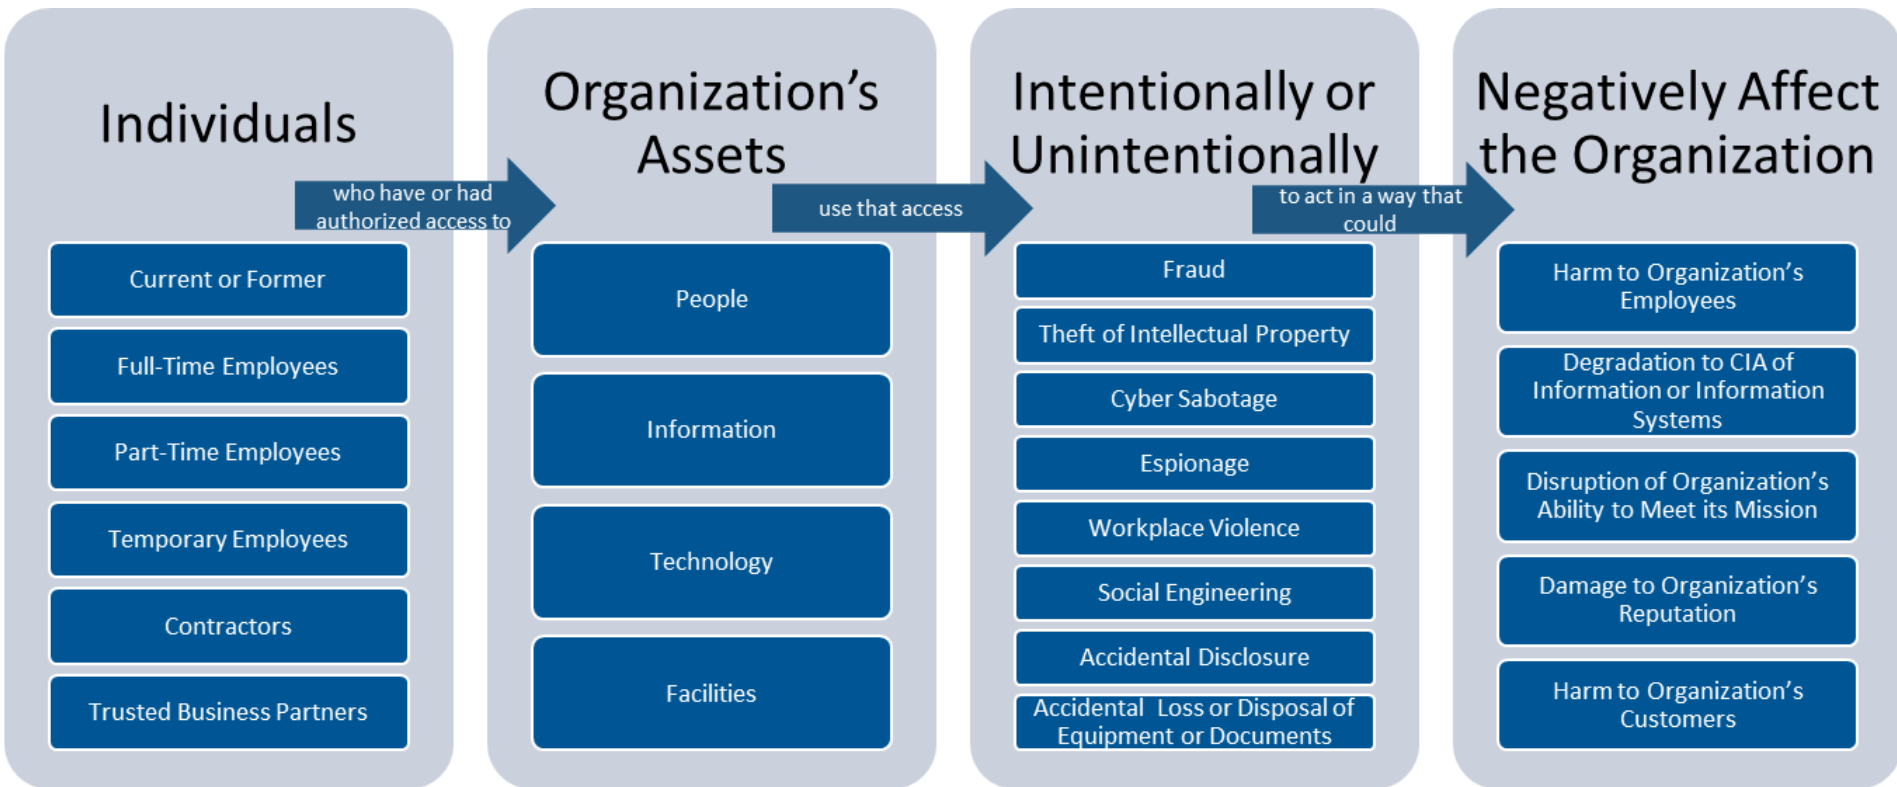 Individuals
who have or had
authorized access to
Current or Former
Full-Time Employees
Part-Time Employees
Temporary Employees
Contractors
Trusted Business Partners
Organization's
Assets
use that access
People
Information
Technology
Facilities
Intentionally or
Unintentionally
to act in a way that
could
Fraud
Theft of Intellectual Property
Cyber Sabotage
Espionage
Workplace Violence
Social Engineering
Accidental Disclosure
Accidental  Loss or Disposal of
Equipment or Documents
Negatively Affect
the Organization
Harm to Organization's
Employees
Degradation to CIA of
Information or Information
Systems
Disruption of Organization's
Ability to Meet its Mission
Damage to Organization's
Reputation
Harm to Organization's
Customers